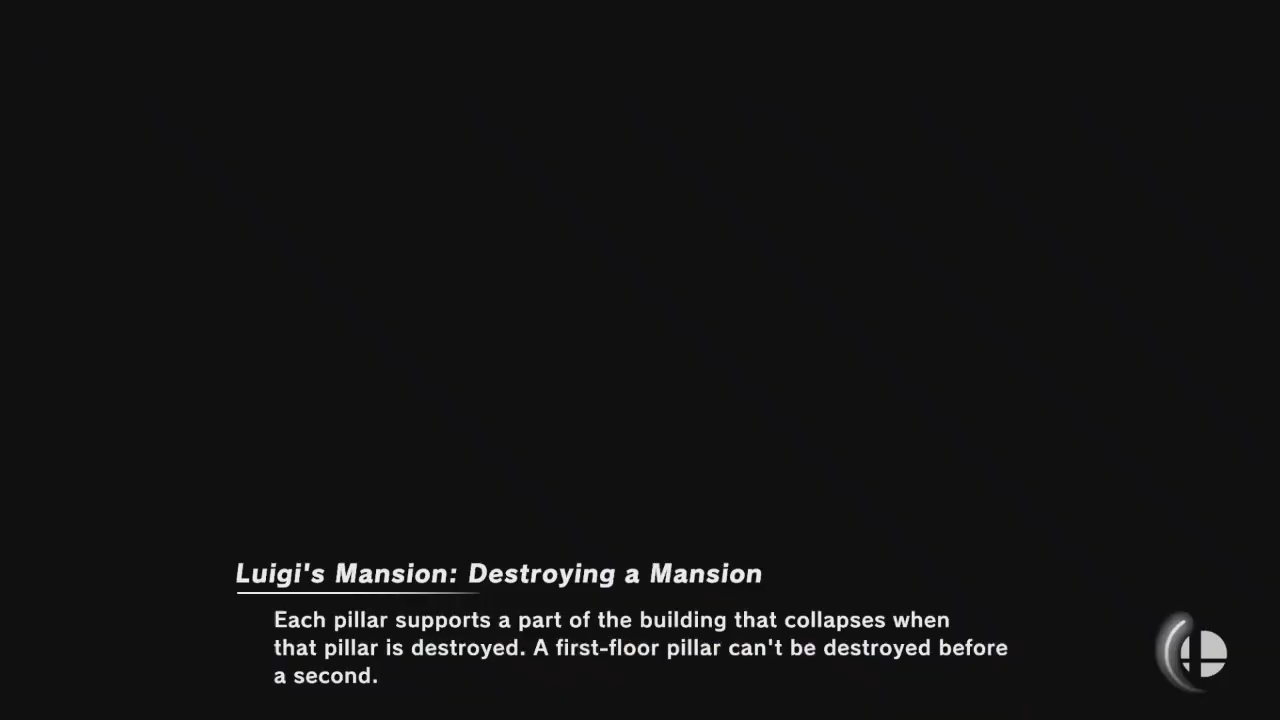 Luigi's Mansion: Destroying a Mansion
Each pillar supports a part of the building that collapses when
that pillar is destroyed. A first-floor pillar can't be destroyed before
a second.